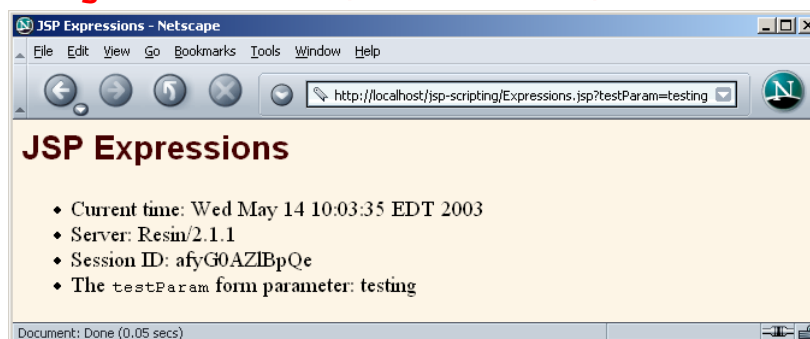 JSP Expressions - Netscape
File Edit View Go Bookmarks Tools Window Help
http://localhost/jsp-scripting/Expressions.jsp?testParam=testing
N
JSP Expressions
• Current time: Wed May 14 10:03:35 EDT 2003
• Server: Resin/2.1.1
• Session ID: afyG0AZlBpQe
• The testParam form parameter: testing
Document: Done (0.05 secs)